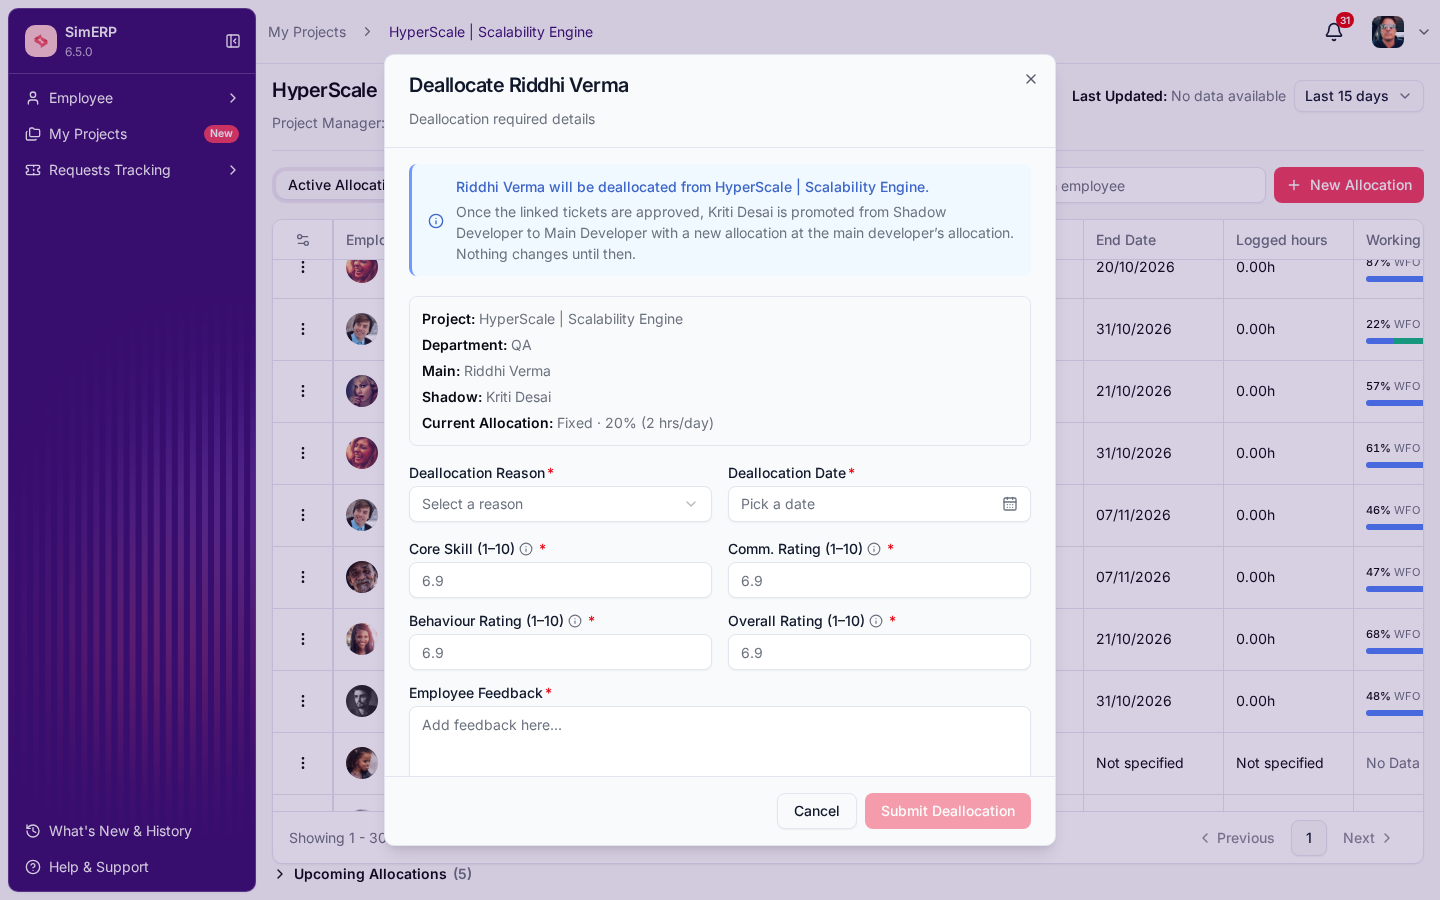 SimERP
6.5.0
Employee
My Projects
New
Requests Tracking
What's New & History
Help & Support
My Projects
HyperScale | Scalability Engine
31
HyperScale
Project Manager:
Last Updated: No data available
Last 15 days
Active Allocati
employee
New Allocation
Emplo
End Date
Logged hours
Working
20/10/2026
0.00h
87% WFO
31/10/2026
0.00h
22% WFO
21/10/2026
0.00h
57% WFO
31/10/2026
0.00h
61% WFO
07/11/2026
0.00h
46% WFO
07/11/2026
0.00h
47% WFO
21/10/2026
0.00h
68% WFO
31/10/2026
0.00h
48% WFO
Not specified
Not specified
No Data
Showing 1 - 30
Previous
1
Next
Upcoming Allocations (5)
Deallocate Riddhi Verma
Deallocation required details
Riddhi Verma will be deallocated from HyperScale | Scalability Engine.
Once the linked tickets are approved, Kriti Desai is promoted from Shadow
Developer to Main Developer with a new allocation at the main developer’s allocation.
Nothing changes until then.
Project: HyperScale | Scalability Engine
Department: QA
Main: Riddhi Verma
Shadow: Kriti Desai
Current Allocation: Fixed · 20% (2 hrs/day)
Deallocation Reason*
Deallocation Date*
Select a reason
Pick a date
Core Skill (1–10) *
Comm. Rating (1–10) *
6.9
6.9
Behaviour Rating (1–10) *
Overall Rating (1–10) *
6.9
6.9
Employee Feedback*
Add feedback here...
Cancel
Submit Deallocation